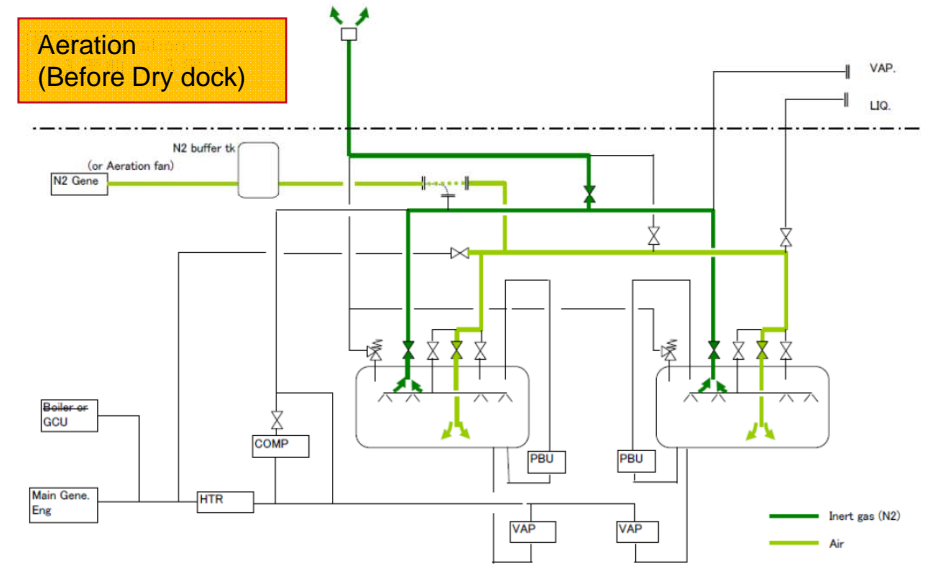 Aeration
(Before Dry dock)
VAP.
LIQ.
N2 buffer tk
(or Aeration fan)
N2 Gene
Boiler or
GCU
COMP
PBU
PBU
Main Gene.
Eng
HTR
VAP
VAP
Inert gas (N2)
Air